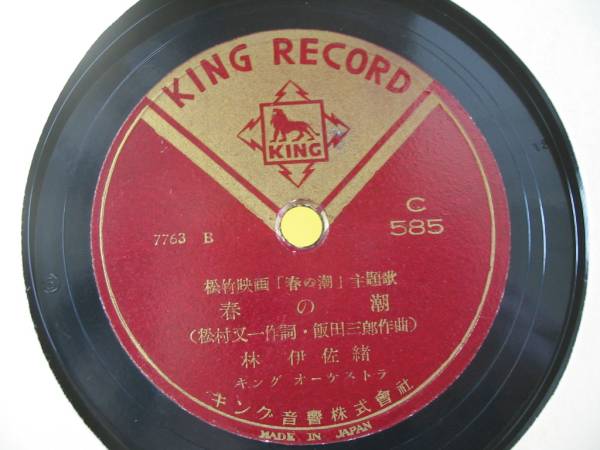 KING RECORD
KING
C
585
7763 B
松竹映画「春の潮」主題歌
春の潮
(松村又一作詞・飯田三郎作曲)
林伊佐緒
キング オーケストラ
キング音響株式會社
MADE IN JAPAN